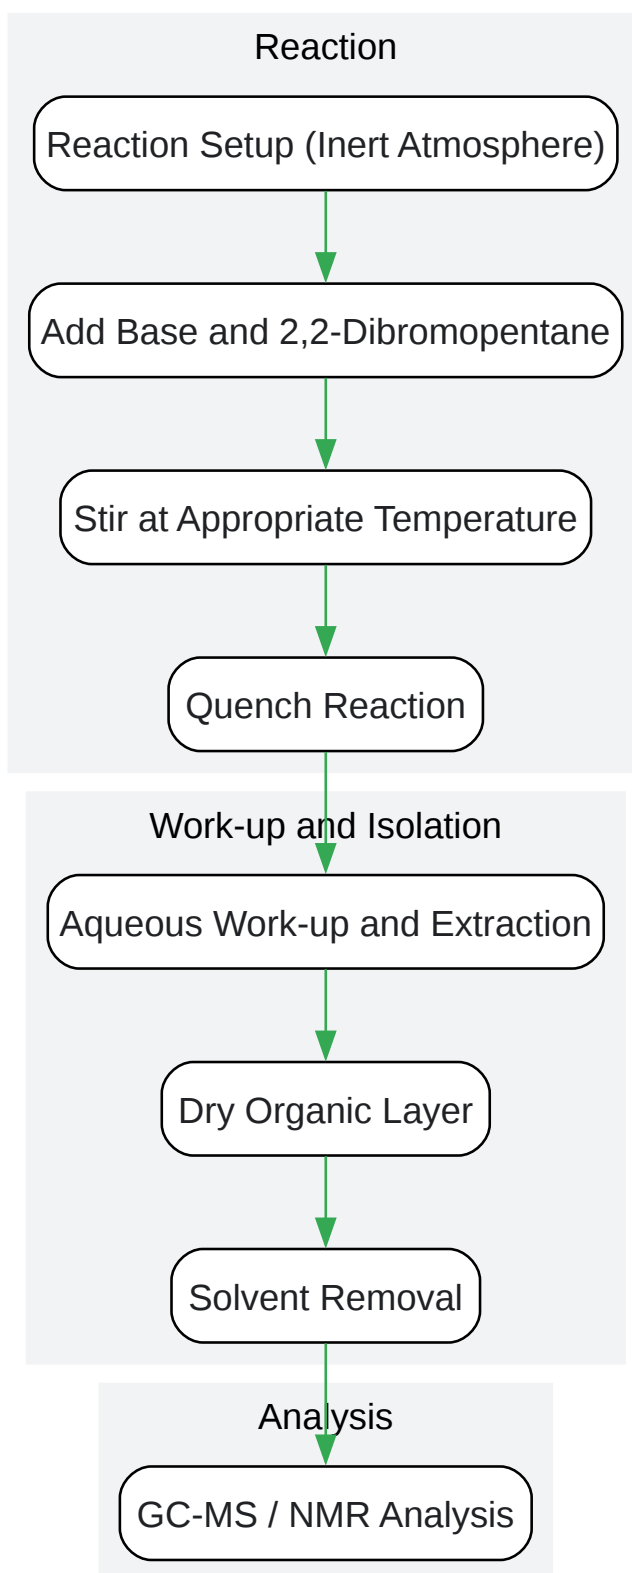 Reaction
Reaction Setup (Inert Atmosphere)
Add Base and 2,2-Dibromopentane
Stir at Appropriate Temperature
Quench Reaction
Work-up and Isolation
Aqueous Work-up and Extraction
Dry Organic Layer
Solvent Removal
Analysis
GC-MS / NMR Analysis